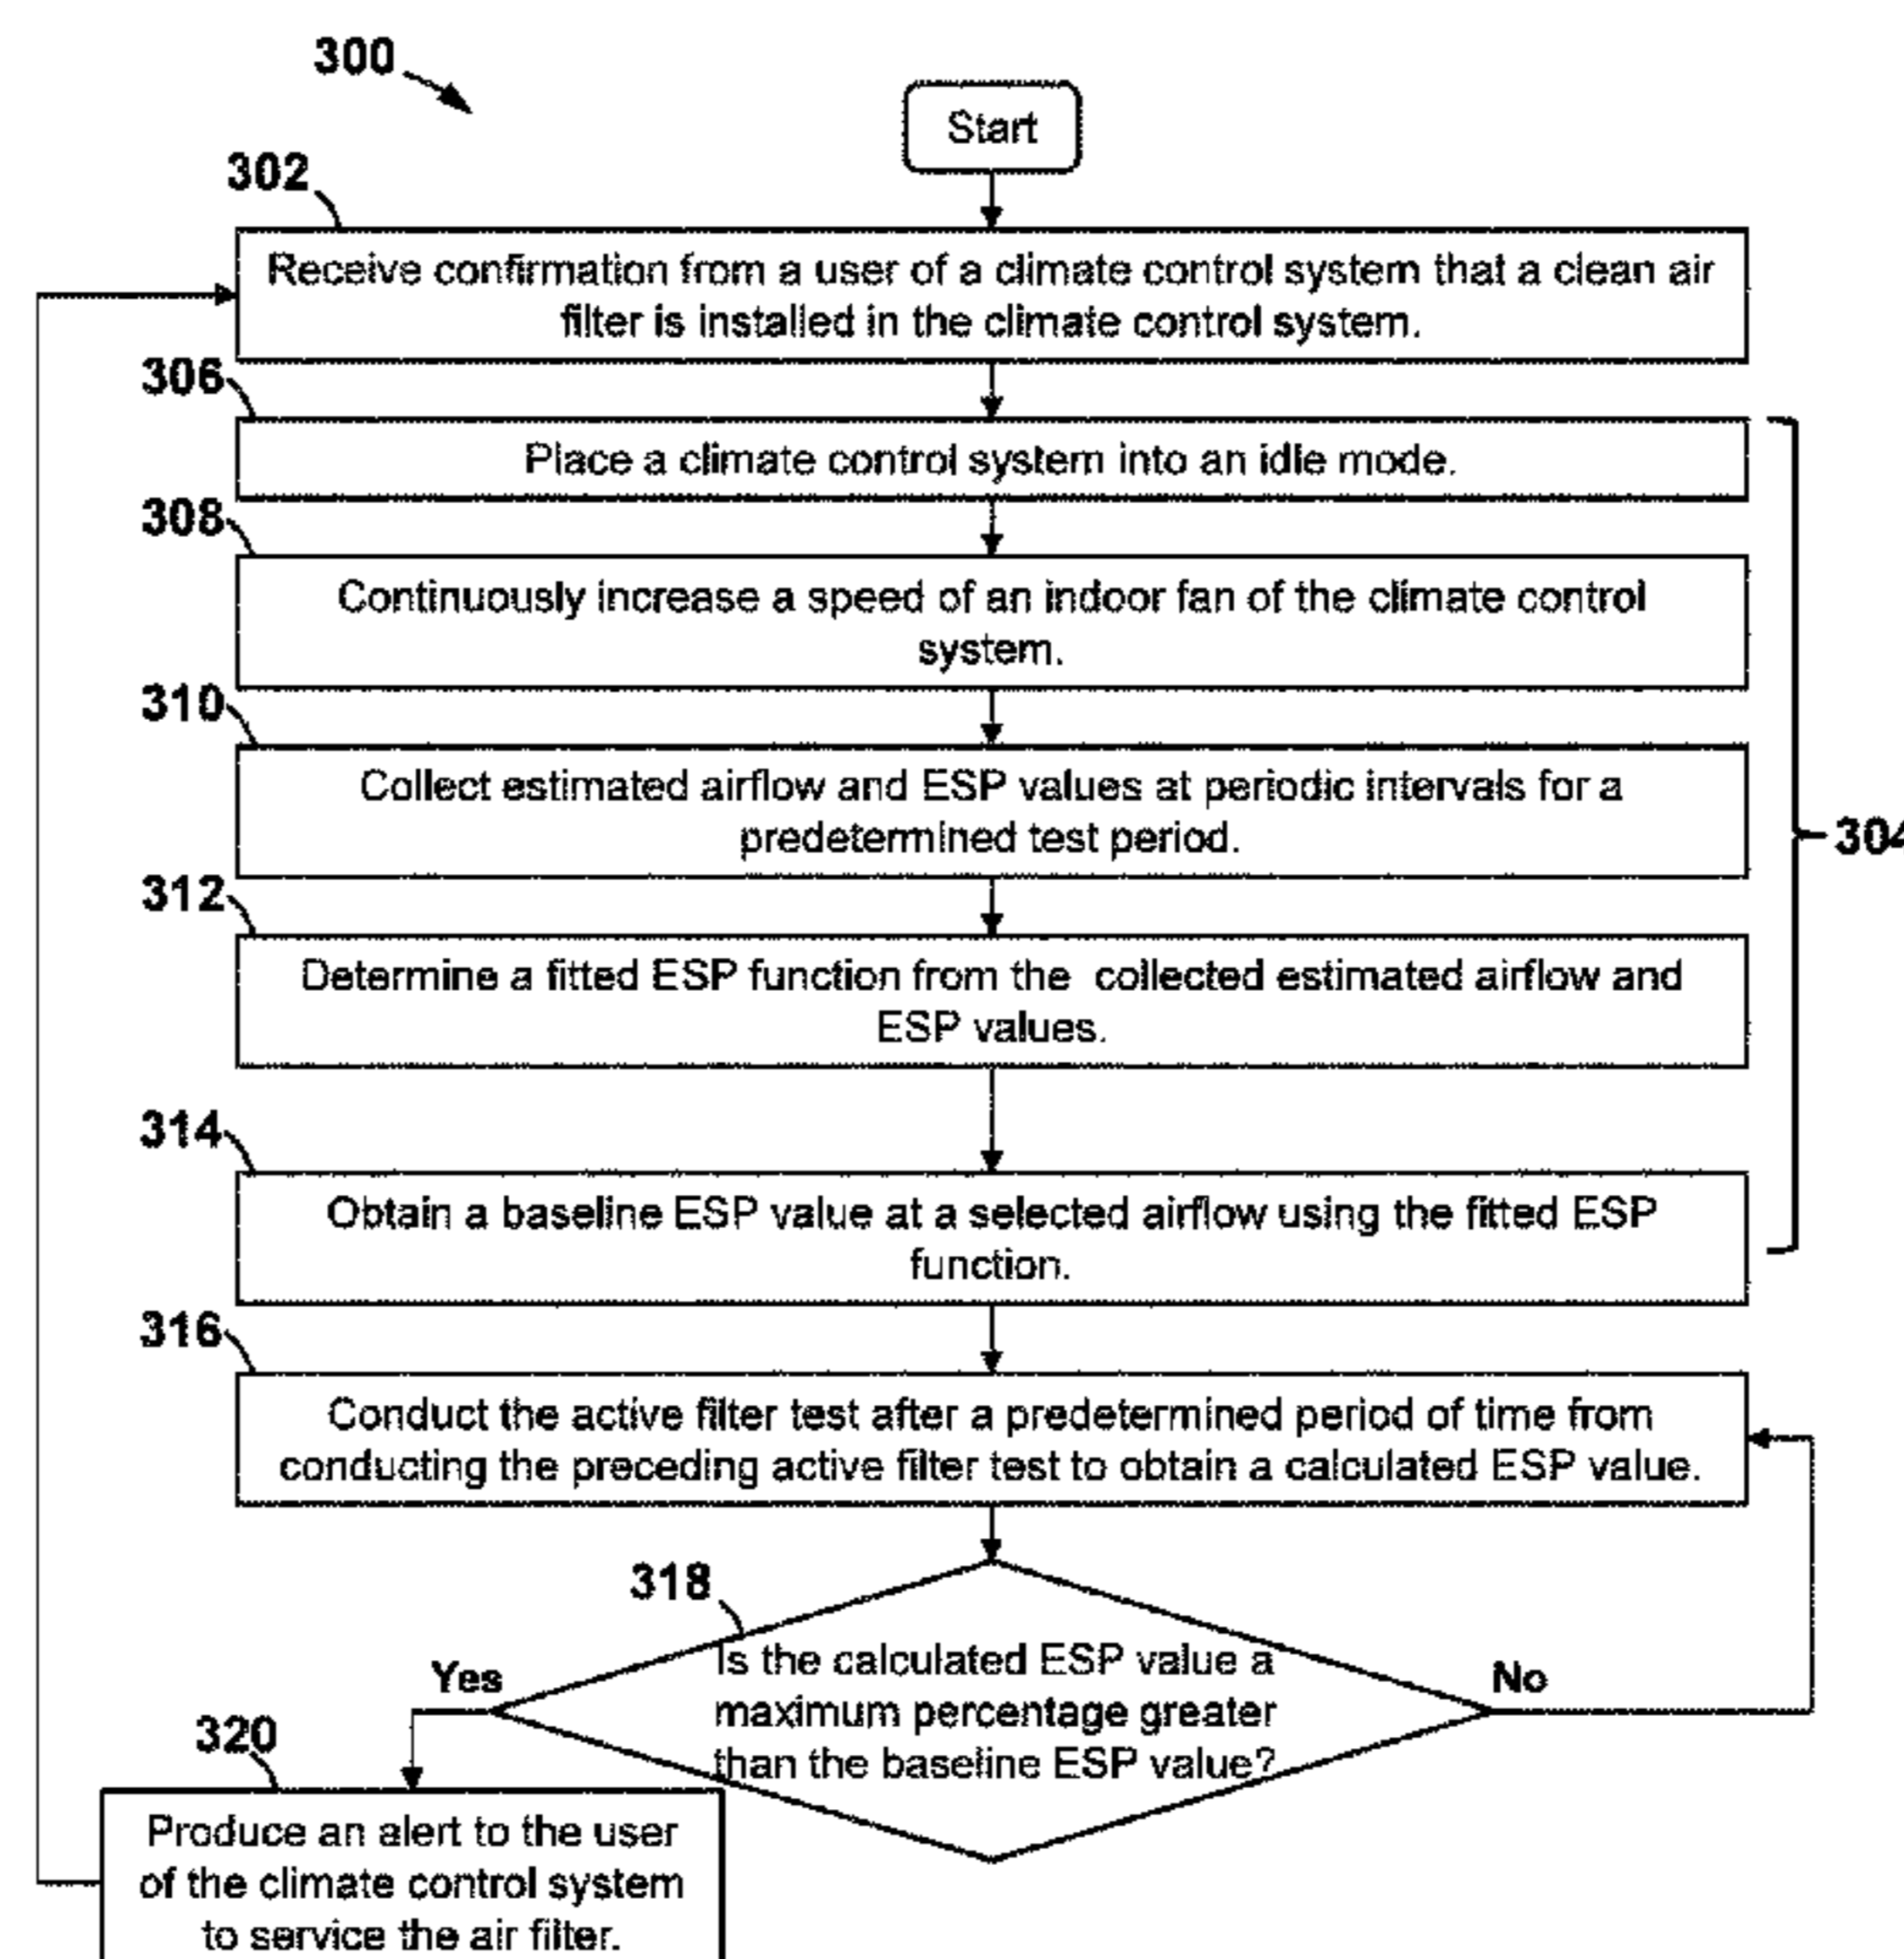 300
Start
302
Receive confirmation from a user of a climate control system that a clean air
filter is installed in the climate control system.
306
Place a climate control system into an idle mode.
308
Continuously increase a speed of an indoor fan of the climate control
system.
310
Collect estimated airflow and ESP values at periodic intervals for a
predetermined test period.
304
312
Determine a fitted ESP function from the collected estimated airflow and
ESP values.
314
Obtain a baseline ESP value at a selected airflow using the fitted ESP
function.
316
Conduct the active filter test after a predetermined period of time from
conducting the preceding active filter test to obtain a calculated ESP value.
318
Is the calculated ESP value a
maximum percentage greater
than the baseline ESP value?
Yes
No
320
Produce an alert to the user
of the climate control system
to service the air filter.